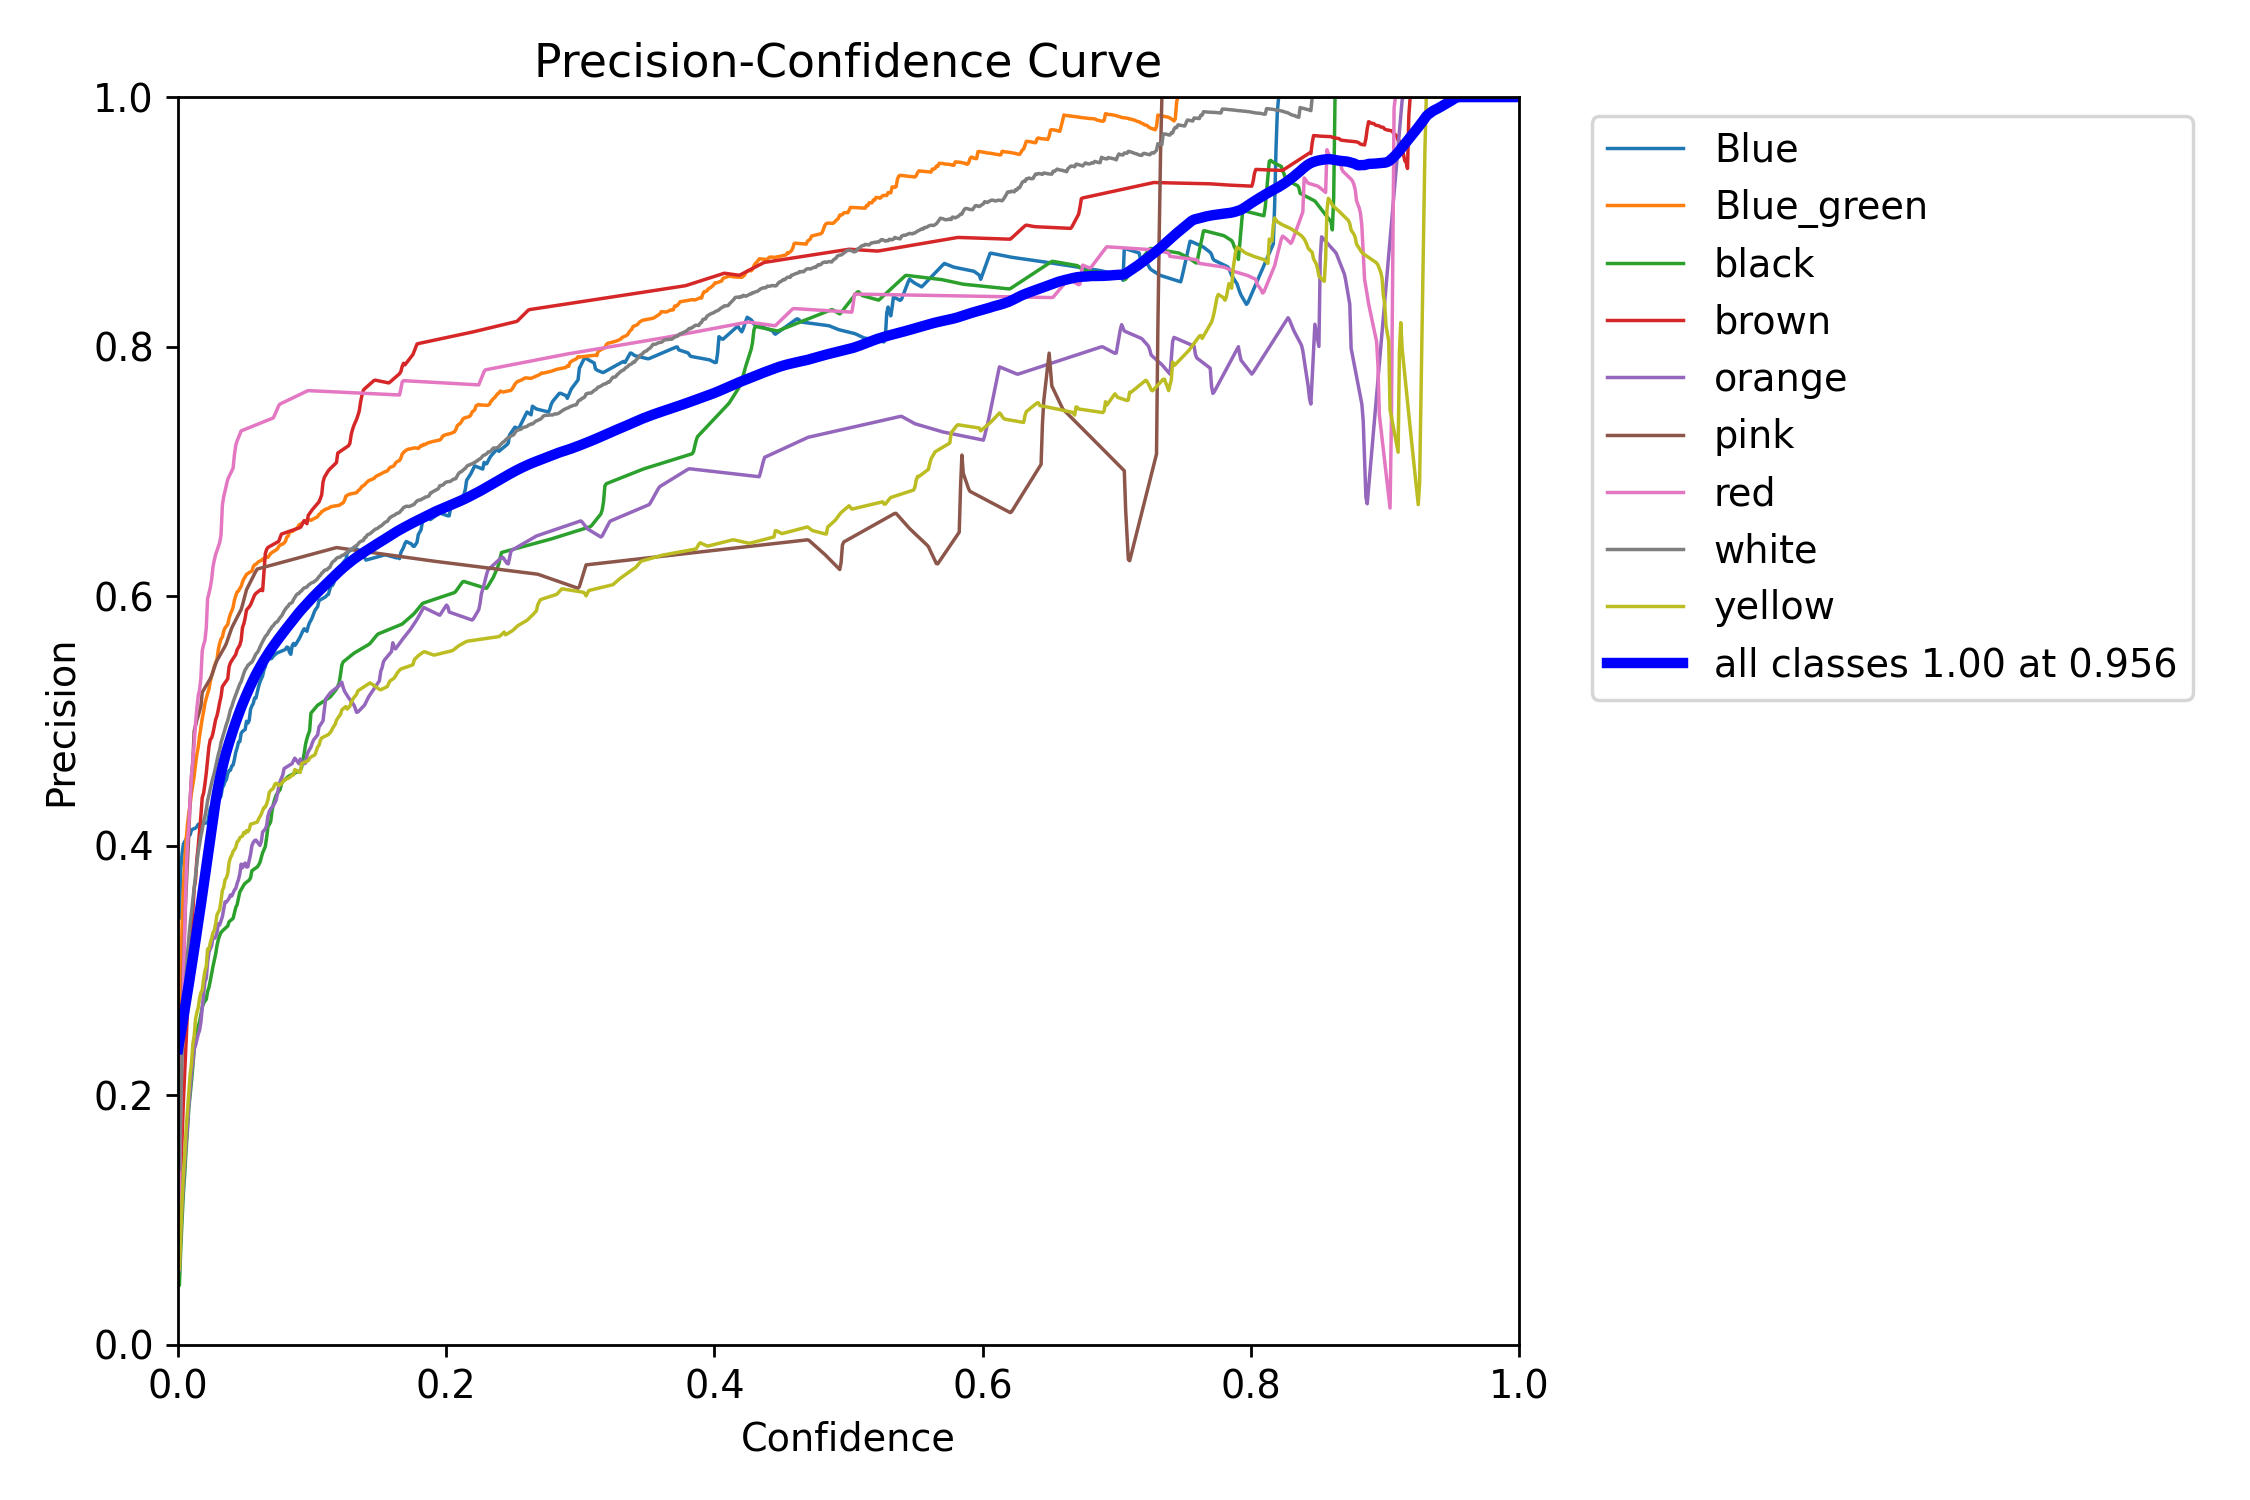 Precision-Confidence Curve
1.0
0.8
0.6
0.4
0.2
0.0
Precision
0.0 0.2 0.4 0.6 0.8 1.0
Confidence
Blue
Blue_green
black
brown
orange
pink
red
white
yellow
all classes 1.00 at 0.956